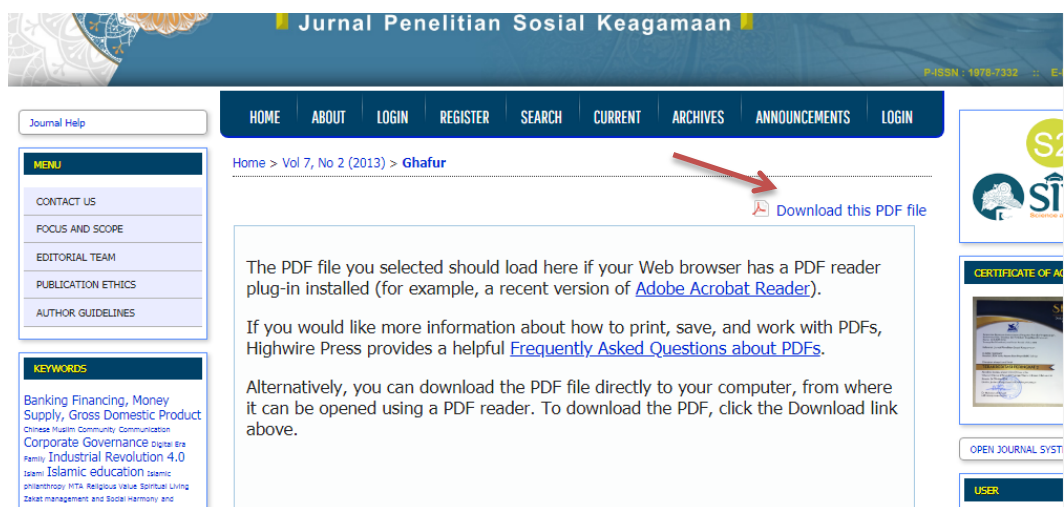 Jurnal Penelitian Sosial Keagamaan
P-ISSN : 1978-7332 :: E-
HOME ABOUT LOGIN REGISTER SEARCH CURRENT ARCHIVES ANNOUNCEMENTS LOGIN
Journal Help
MENU
CONTACT US
FOCUS AND SCOPE
EDITORIAL TEAM
PUBLICATION ETHICS
AUTHOR GUIDELINES
KEYWORDS
Banking Financing, Money
Supply, Gross Domestic Product
Chinese Muslim Community Communication
Corporate Governance Digital Era
Family Industrial Revolution 4.0
Islami Islamic education Islamic
philanthropy MTA Religious Value Spiritual Living
Zakat management and Social Harmony and
Home > Vol 7, No 2 (2013) > Ghafur
Download this PDF file
The PDF file you selected should load here if your Web browser has a PDF reader
plug-in installed (for example, a recent version of Adobe Acrobat Reader).
If you would like more information about how to print, save, and work with PDFs,
Highwire Press provides a helpful Frequently Asked Questions about PDFs.
Alternatively, you can download the PDF file directly to your computer, from where
it can be opened using a PDF reader. To download the PDF, click the Download link
above.
S2
CERTIFICATE OF AC
OPEN JOURNAL SYST
USER